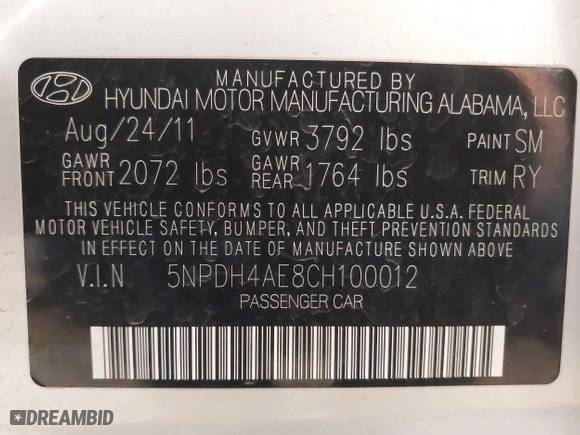 MANUFACTURED BY
HYUNDAI MOTOR MANUFACTURING ALABAMA, LLC
Aug/24/11 GVWR 3792 lbs PAINT SM
GAWR FRONT 2072 lbs GAWR REAR 1764 lbs TRIM RY
THIS VEHICLE CONFORMS TO ALL APPLICABLE U.S.A. FEDERAL
MOTOR VEHICLE SAFETY, BUMPER, AND THEFT PREVENTION STANDARDS
IN EFFECT ON THE DATE OF MANUFACTURE SHOWN ABOVE
V.I.N 5NPDH4AE8CH100012
PASSENGER CAR
DREAMBID